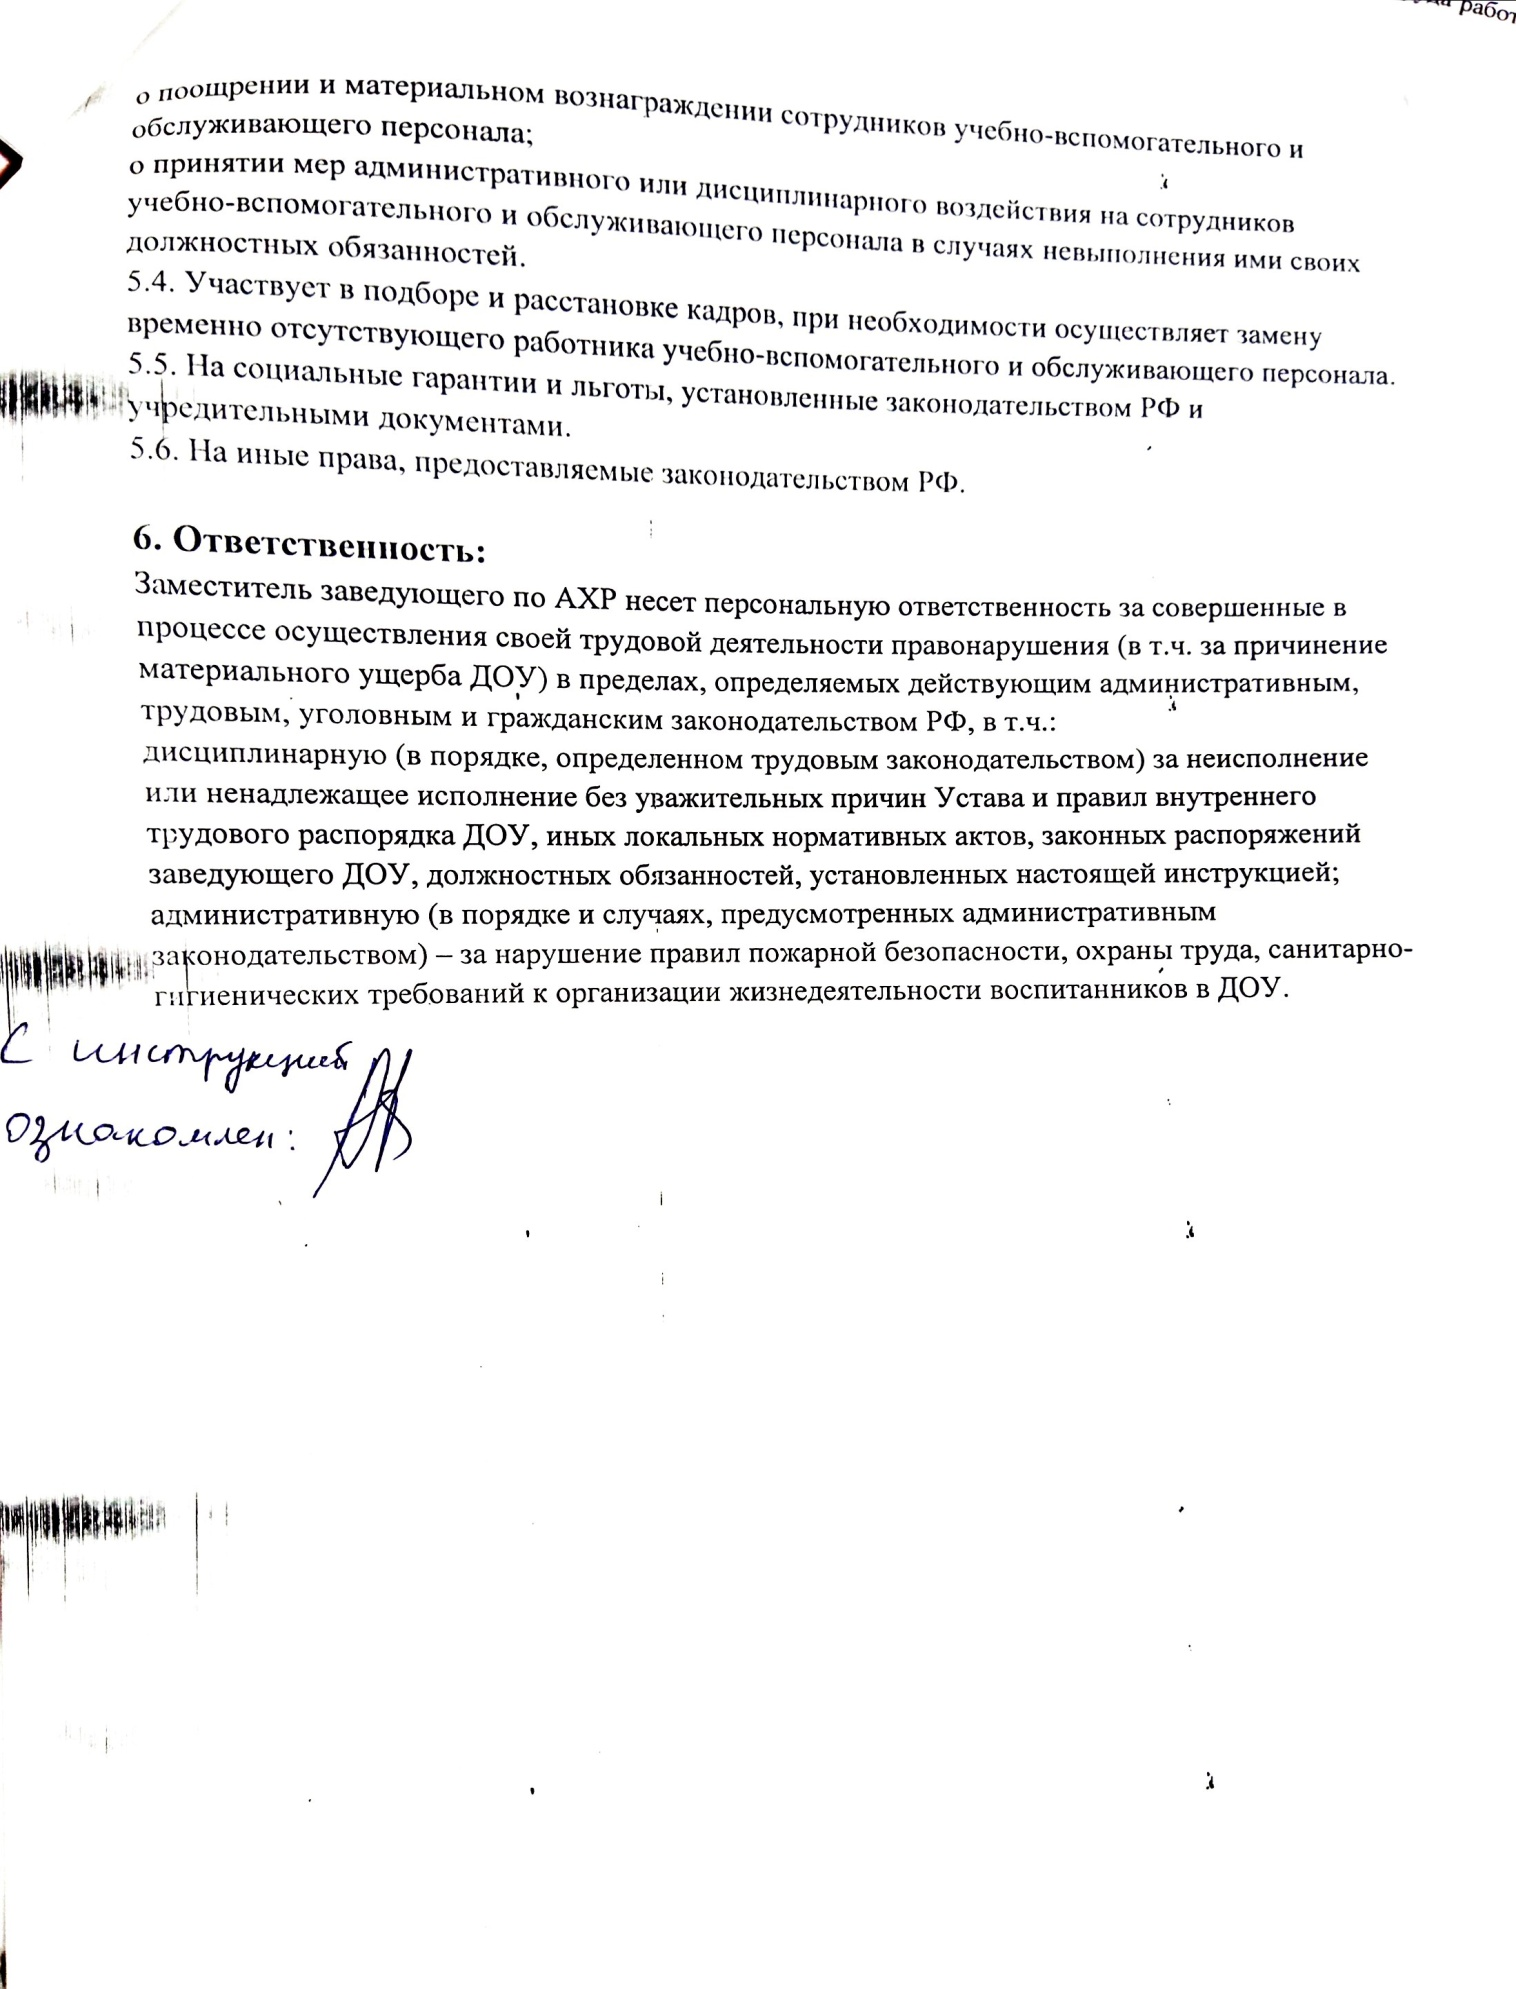 работ
о поощрении и материальном вознаграждении сотрудников учебно-вспомогательного и
обслуживающего персонала;
о принятии мер административного или дисциплинарного воздействия на сотрудников
учебно-вспомогательного и обслуживающего персонала в случаях невыполнения ими своих
должностных обязанностей.
5.4. Участвует в подборе и расстановке кадров, при необходимости осуществляет замену
временно отсутствующего работника учебно-вспомогательного и обслуживающего персонала.
5.5. На социальные гарантии и льготы, установленные законодательством РФ и
учредительными документами.
5.6. На иные права, предоставляемые законодательством РФ.
6. Ответственность:
Заместитель заведующего по АХР несет персональную ответственность за совершенные в
процессе осуществления своей трудовой деятельности правонарушения (в т.ч. за причинение
материального ущерба ДОУ) в пределах, определяемых действующим административным,
трудовым, уголовным и гражданским законодательством РФ, в т.ч.:
дисциплинарную (в порядке, определенном трудовым законодательством) за неисполнение
или ненадлежащее исполнение без уважительных причин Устава и правил внутреннего
трудового распорядка ДОУ, иных локальных нормативных актов, законных распоряжений
заведующего ДОУ, должностных обязанностей, установленных настоящей инструкцией;
административную (в порядке и случаях, предусмотренных административным
законодательством) – за нарушение правил пожарной безопасности, охраны труда, санитарно-
гигиенических требований к организации жизнедеятельности воспитанников в ДОУ.
С инструкцией
ознакомлен: